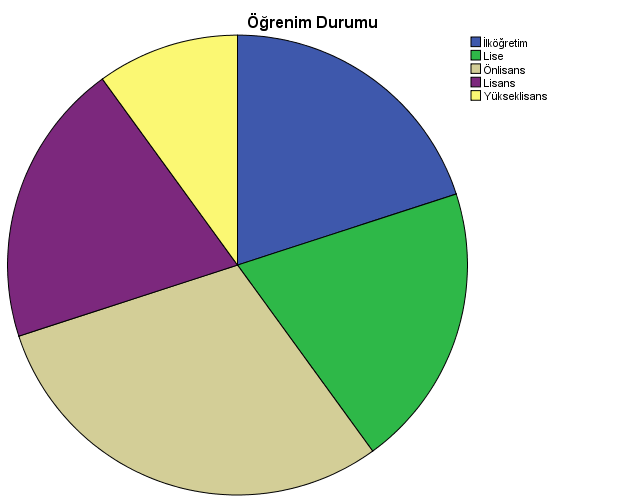 Öğrenim Durumu
İlköğretim
Lise
Önlisans
Lisans
Yükseklisans